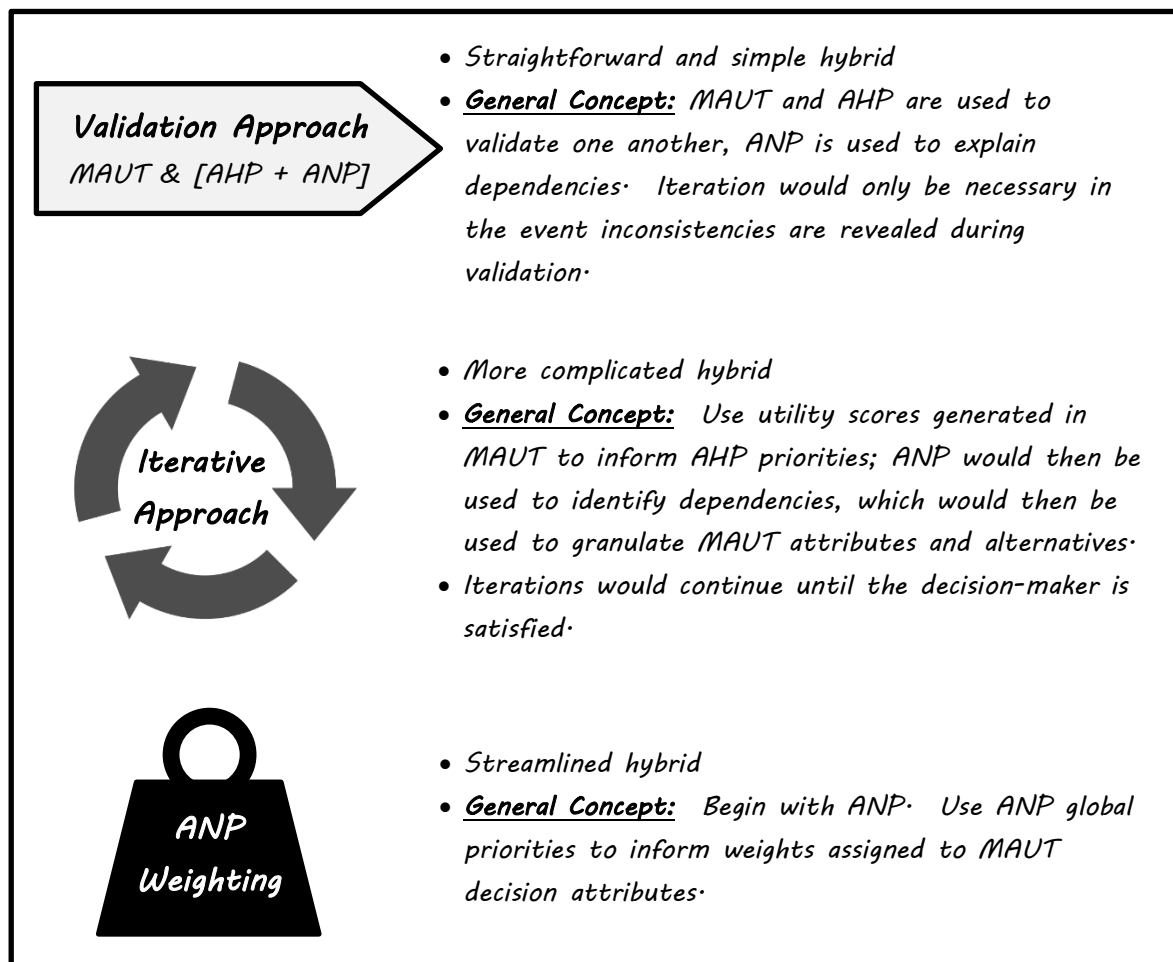 Validation Approach
MAUT & [AHP + ANP]
• Straightforward and simple hybrid
• General Concept: MAUT and AHP are used to
validate one another, ANP is used to explain
dependencies. Iteration would only be necessary in
the event inconsistencies are revealed during
validation.
Iterative
Approach
• More complicated hybrid
• General Concept: Use utility scores generated in
MAUT to inform AHP priorities; ANP would then be
used to identify dependencies, which would then be
used to granulate MAUT attributes and alternatives.
• Iterations would continue until the decision-maker is
satisfied.
ANP
Weighting
• Streamlined hybrid
• General Concept: Begin with ANP. Use ANP global
priorities to inform weights assigned to MAUT
decision attributes.